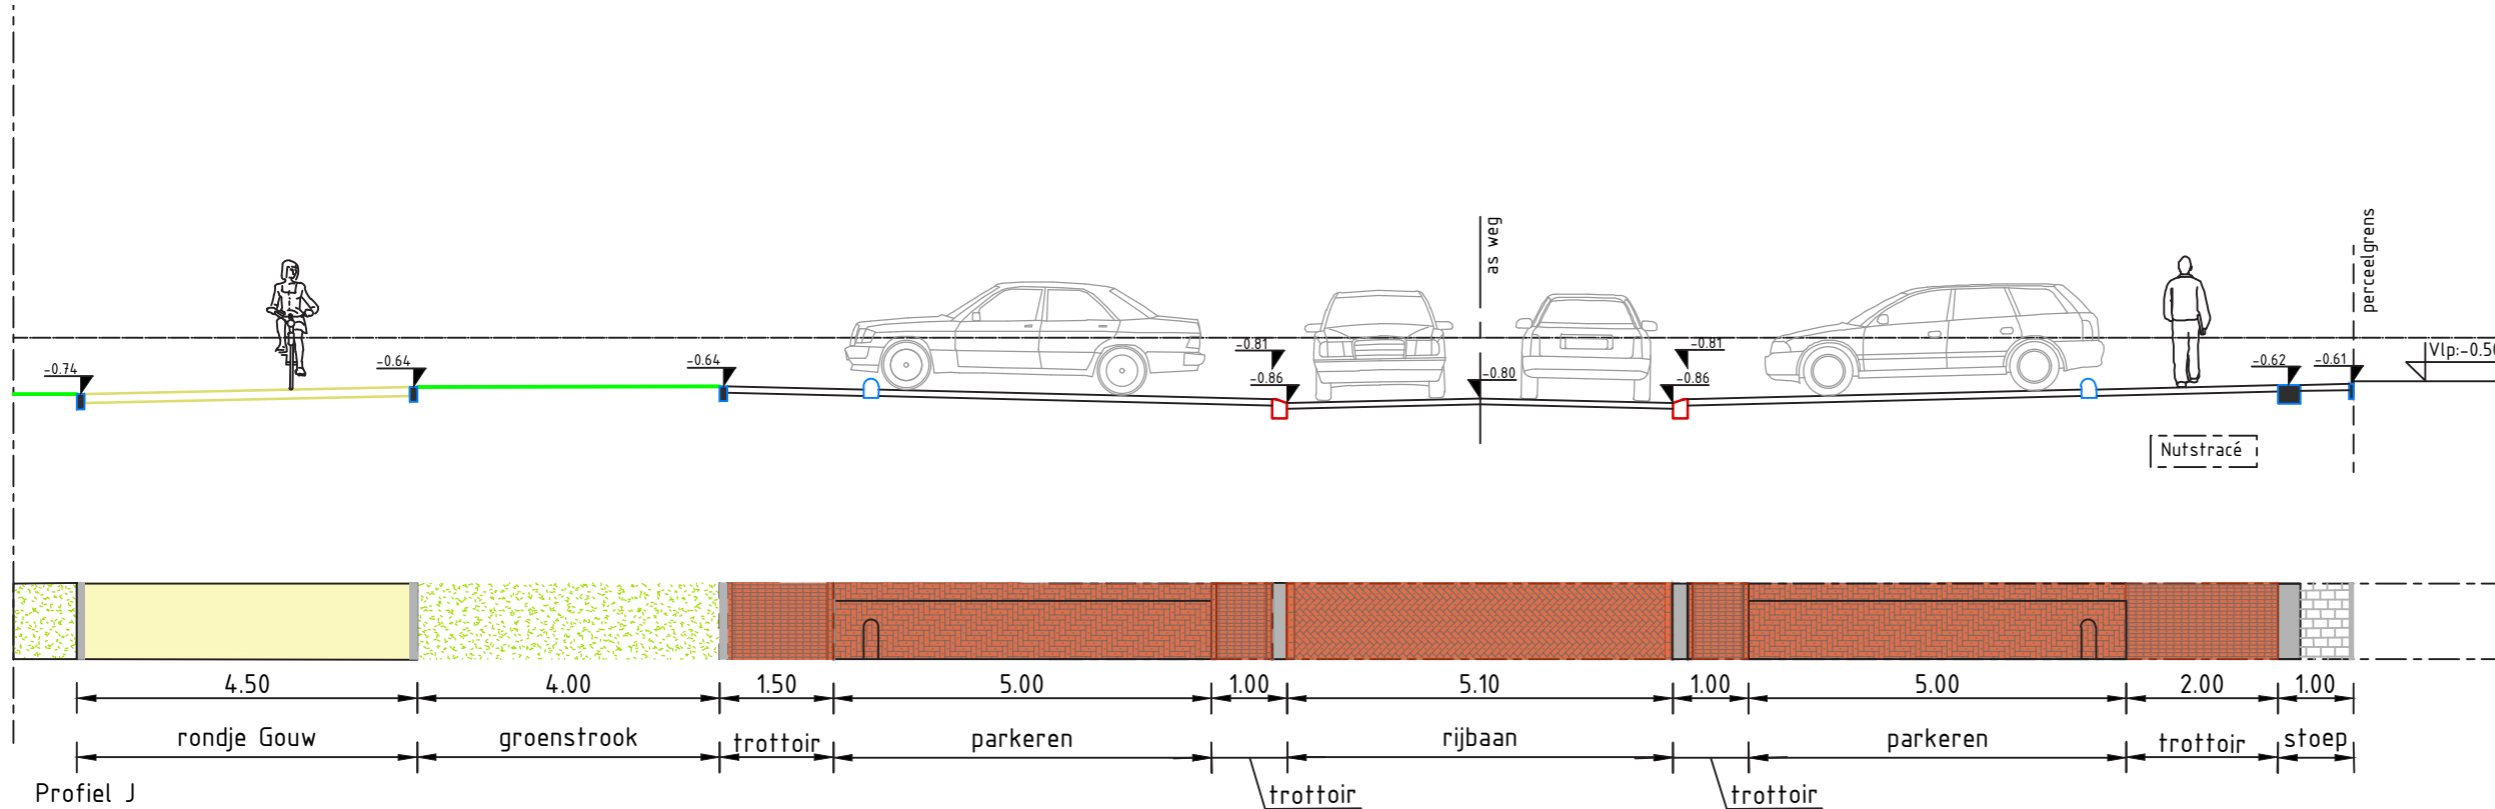 as weg
perceelgrens
-0.74
-0.64
-0.64
-0.81
-0.86
-0.80
-0.81
-0.86
-0.62
-0.61
Vlp:-0.50
Nutstracé
4.50 4.00 1.50 5.00 1.00 5.10 1.00 5.00 2.00 1.00
rondje Gouw groenstrook trottoir parkeren rijbaan parkeren trottoir stoep
trottoir trottoir
Profiel J